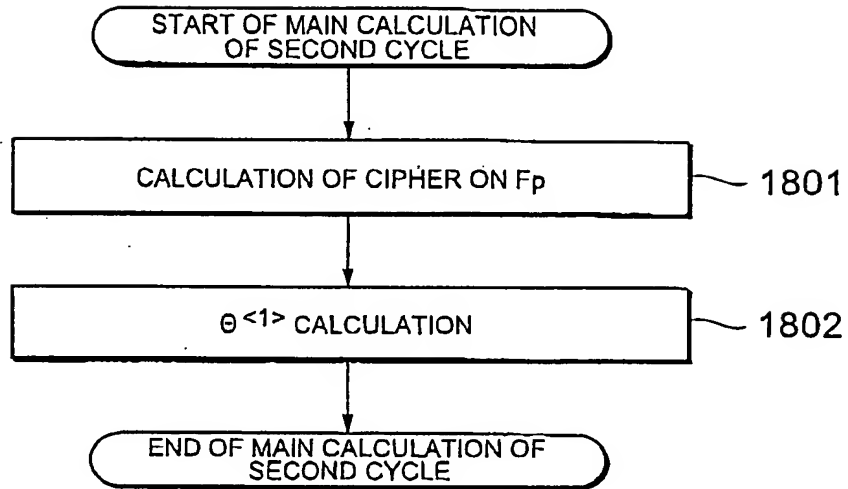 START OF MAIN CALCULATION
OF SECOND CYCLE
CALCULATION OF CIPHER ON Fp
1801
Θ<1> CALCULATION
1802
END OF MAIN CALCULATION OF
SECOND CYCLE